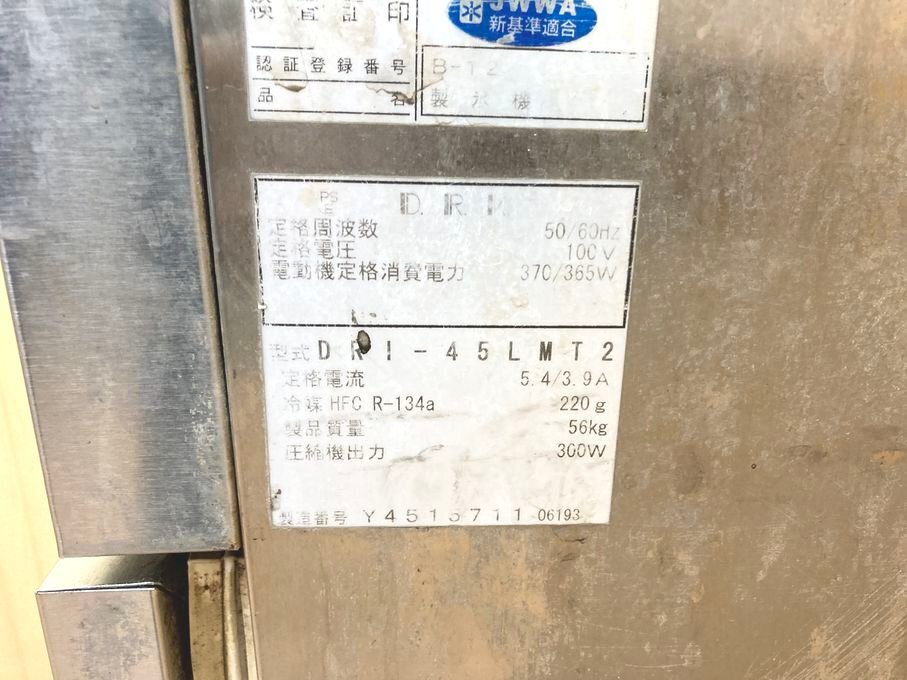 検査証印
JWWA
新基準適合
認証登録番号 B-12
品名 製氷機
PS
E
定格周波数 50/60Hz
定格電圧 100V
電動機定格消費電力 370/365W
型式 DRI-45LMT2
定格電流 5.4/3.9A
冷媒 HFC R-134a 220g
製品質量 56kg
圧縮機出力 300W
製造番号 Y4515711 06193